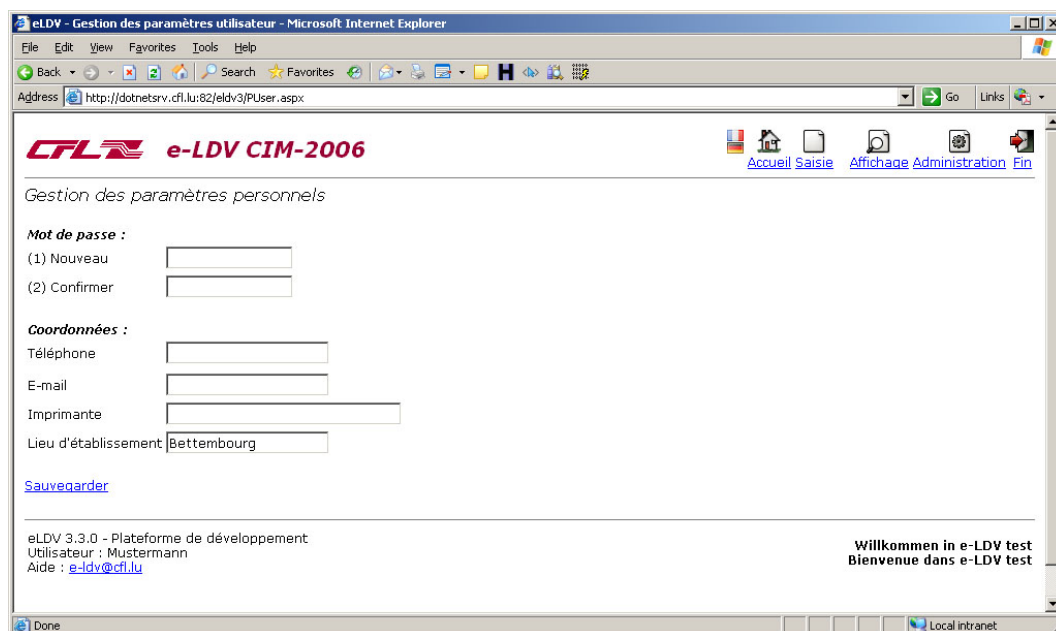 eLDV - Gestion des paramètres utilisateur - Microsoft Internet Explorer
File Edit View Favorites Tools Help
Back Search Favorites H
Address http://dotnetsrv.cfl.lu:82/eldv3/PUser.aspx Go Links
CFL e-LDV CIM-2006
Accueil Saisie Affichage Administration Fin
Gestion des paramètres personnels
Mot de passe :
(1) Nouveau
(2) Confirmer
Coordonnées :
Téléphone
E-mail
Imprimante
Lieu d'établissement Bettembourg
Sauvegarder
eLDV 3.3.0 - Plateforme de développement
Utilisateur : Mustermann
Aide : e-ldv@cfl.lu
Willkommen in e-LDV test
Bienvenue dans e-LDV test
Done Local intranet